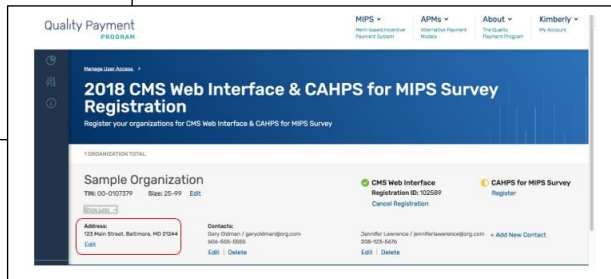 Quality Payment
PROGRAM
MIPS
Merit-based Incentive
Payment System
APMs
Alternative Payment
Models
About
The Quality
Payment Program
Kimberly
My Account
Manage User Access >
2018 CMS Web Interface & CAHPS for MIPS Survey
Registration
Register your organizations for CMS Web Interface & CAHPS for MIPS Survey
1 ORGANIZATION TOTAL
Sample Organization
TIN: 00-0107379 Size: 25-99 Edit
Show Less
CMS Web Interface
Registration ID: 102589
Cancel Registration
CAHPS for MIPS Survey
Register
Address:
123 Main Street, Baltimore, MD 21244
Edit
Contacts:
Gary Oldman / garyoldman@org.com
606-555-5555
Edit | Delete
Jennifer Lawrence / jenniferlawerence@org.com
208-123-5676
Edit | Delete
+ Add New Contact